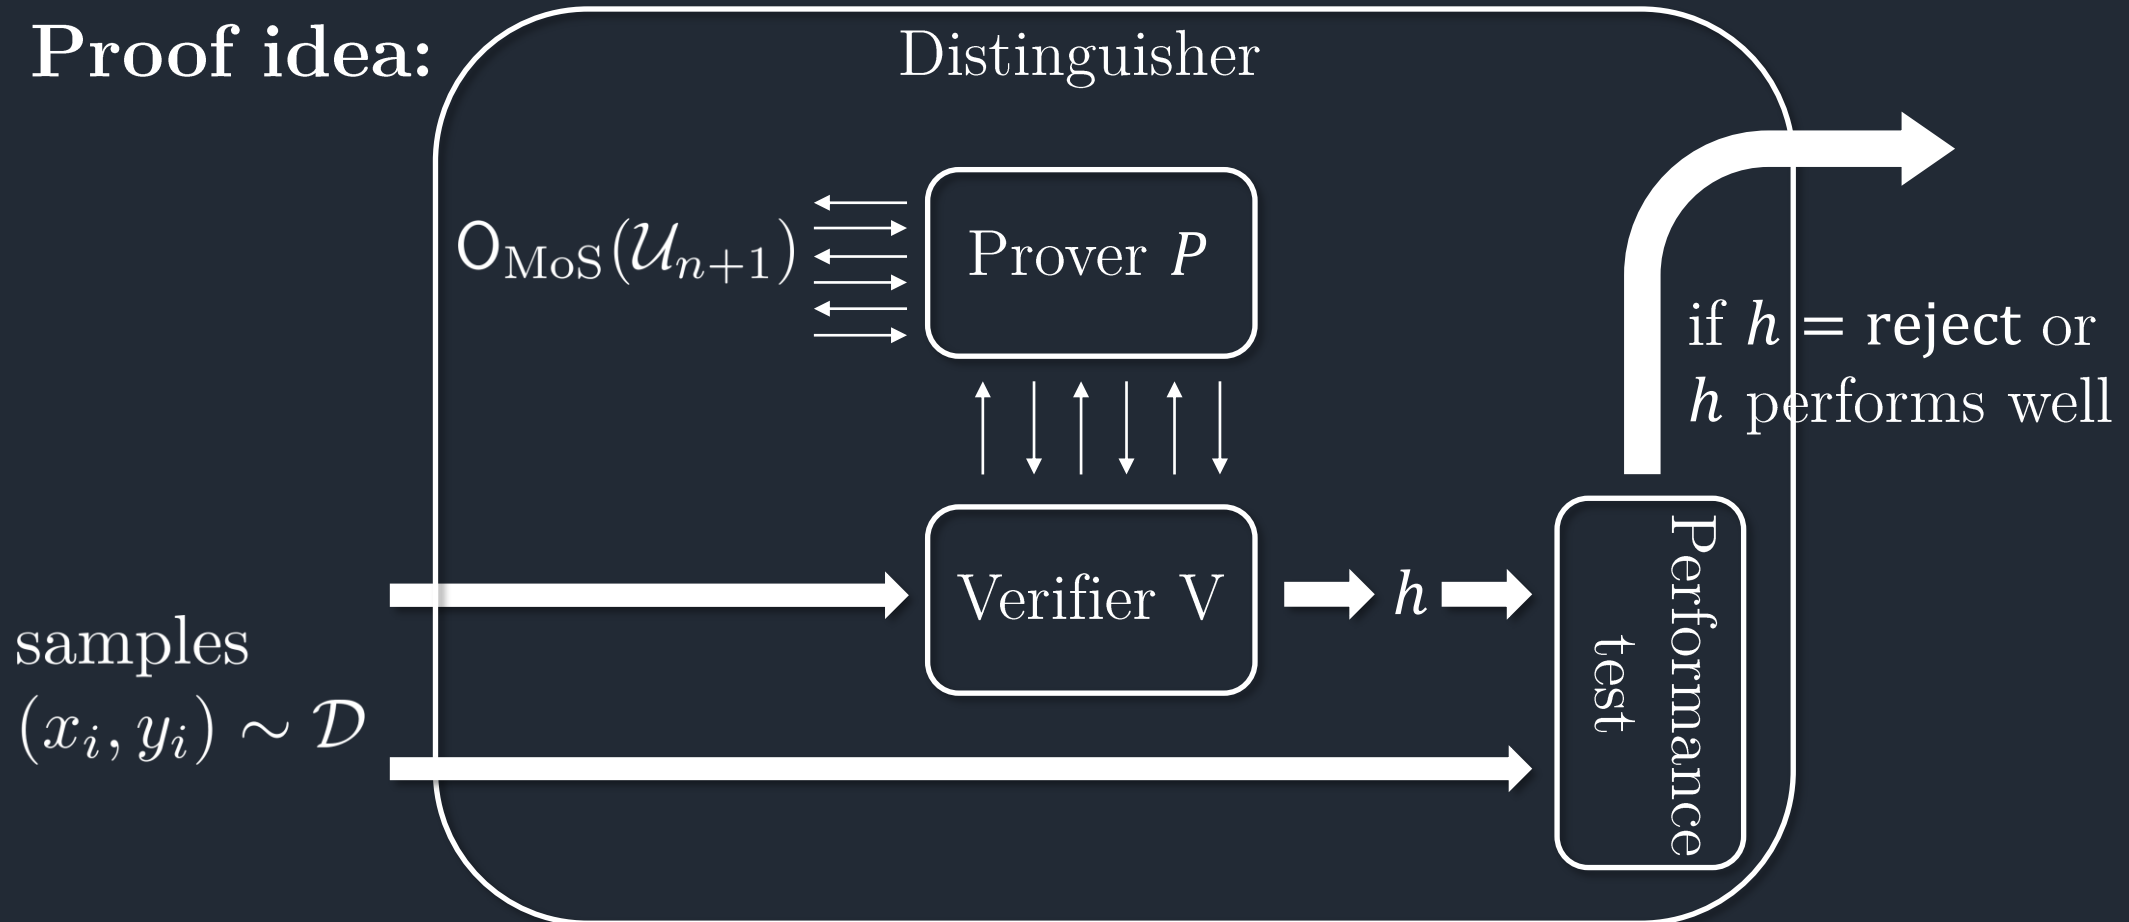 Proof idea:
Distinguisher
O_MoS(𝒰_{n+1})
Prover P
if h = reject or
h performs well
Verifier V
h
Performance
test
samples
(x_i, y_i) ~ 𝒟